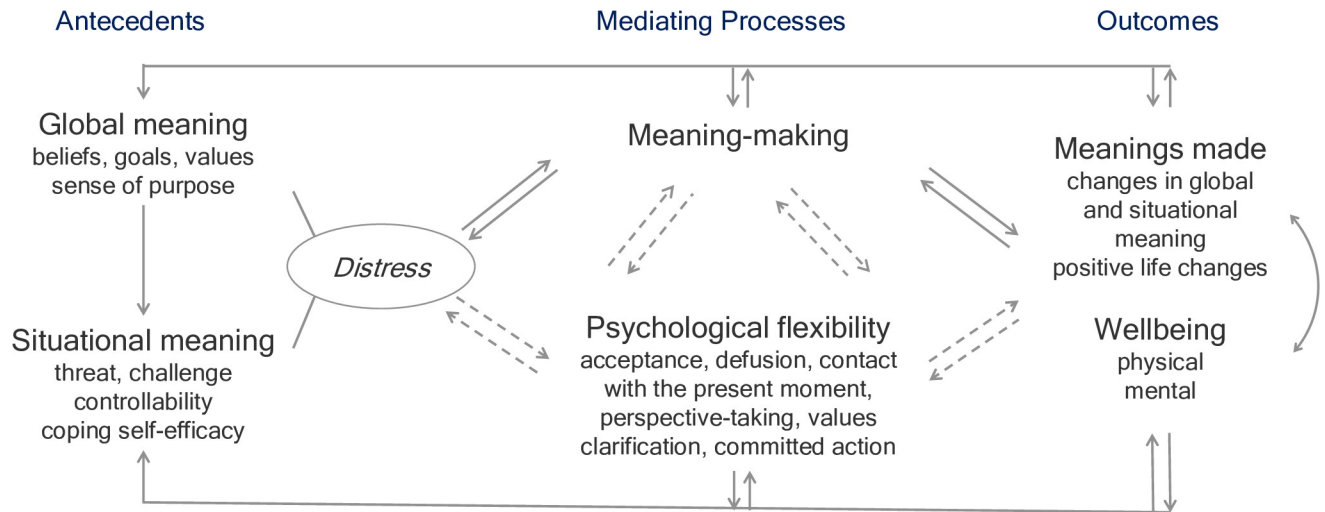 Antecedents
Mediating Processes
Outcomes
Global meaning
beliefs, goals, values
sense of purpose
Distress
Situational meaning
threat, challenge
controllability
coping self-efficacy
Meaning-making
Psychological flexibility
acceptance, defusion, contact
with the present moment,
perspective-taking, values
clarification, committed action
Meanings made
changes in global
and situational
meaning
positive life changes
Wellbeing
physical
mental